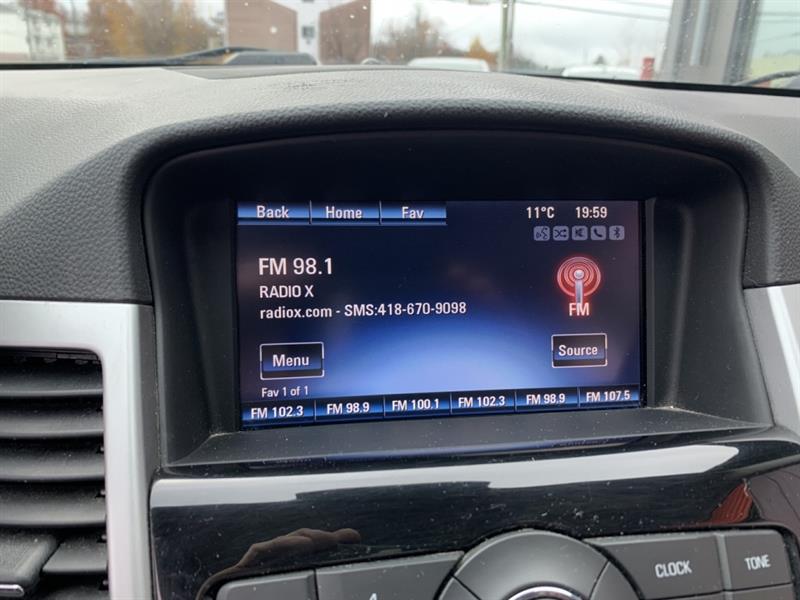 Back Home Fav 11°C 19:59
FM 98.1
RADIO X
radiox.com - SMS:418-670-9098
FM
Menu
Source
Fav 1 of 1
FM 102.3 FM 98.9 FM 100.1 FM 102.3 FM 98.9 FM 107.5
CLOCK TONE